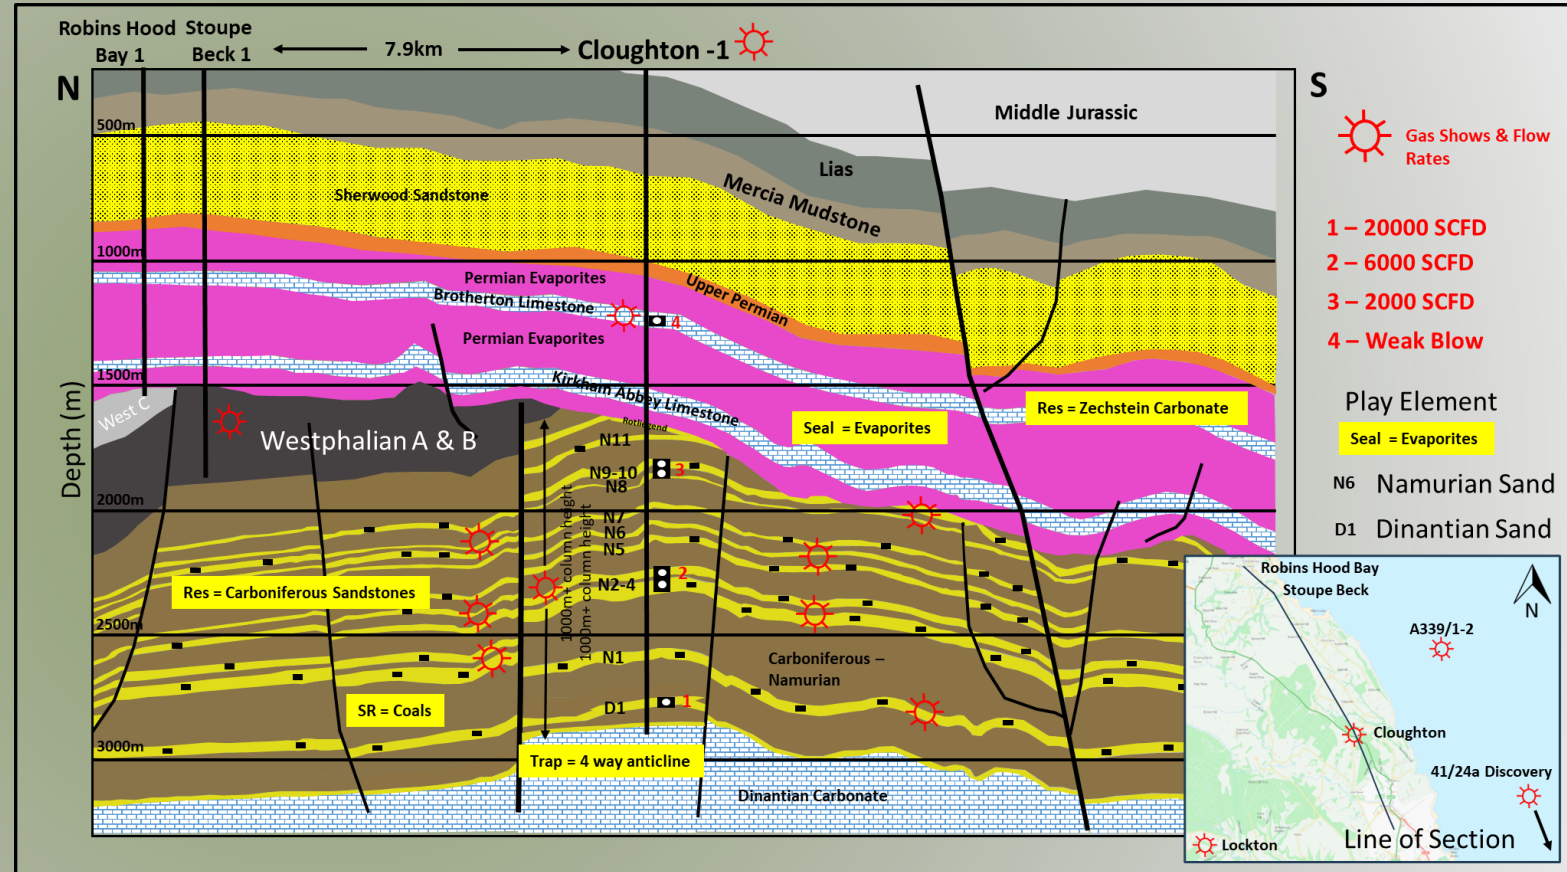 Robins Hood
Bay 1
Stoupe
Beck 1
7.9km
Cloughton -1
N
S
Depth (m)
500m
1000m
1500m
2000m
2500m
3000m
Middle Jurassic
Lias
Mercia Mudstone
Sherwood Sandstone
Upper Permian
Permian Evaporites
Brotherton Limestone
4
Permian Evaporites
Kirkham Abbey Limestone
Rotliegend
West C
Westphalian A & B
Seal = Evaporites
Res = Zechstein Carbonate
N11
N9-10
3
N8
N7
N6
N5
N2-4
2
N1
D1
1
1000m+ column height
1000m+ column height
Res = Carboniferous Sandstones
SR = Coals
Carboniferous –
Namurian
Trap = 4 way anticline
Dinantian Carbonate
Gas Shows & Flow
Rates
1 – 20000 SCFD
2 – 6000 SCFD
3 – 2000 SCFD
4 – Weak Blow
Play Element
Seal = Evaporites
N6 Namurian Sand
D1 Dinantian Sand
Robins Hood Bay
Stoupe Beck
N
A339/1-2
Cloughton
41/24a Discovery
Line of Section
Lockton